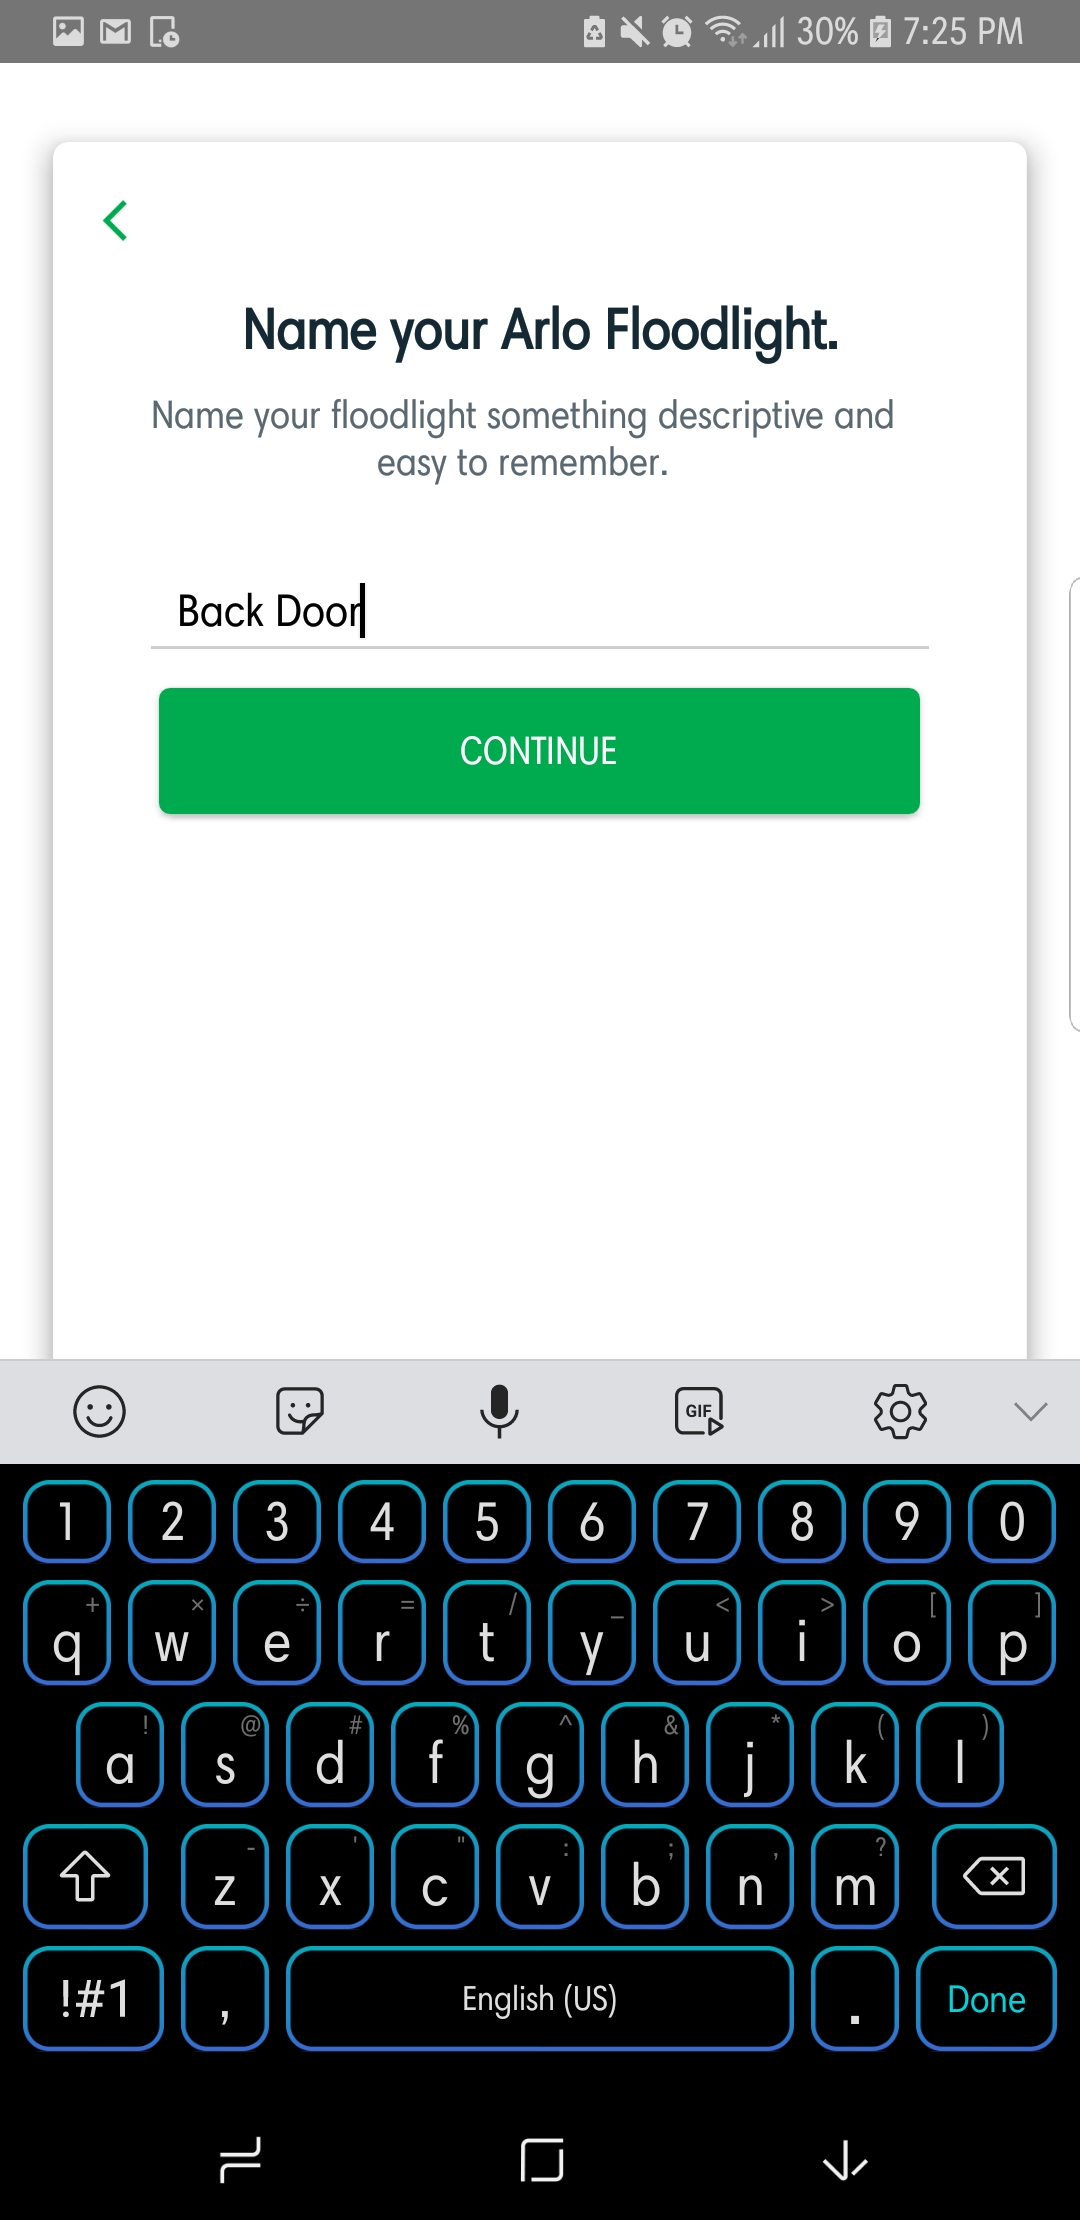 30% 7:25 PM
Name your Arlo Floodlight.
Name your floodlight something descriptive and
easy to remember.
Back Door
CONTINUE
GIF
1 2 3 4 5 6 7 8 9 0
+ × ÷ = / _ < > [ ]
q w e r t y u i o p
! @ # % ^ & * ( )
a s d f g h j k l
- ' " : ; , ?
z x c v b n m
!#1 , English (US) . Done